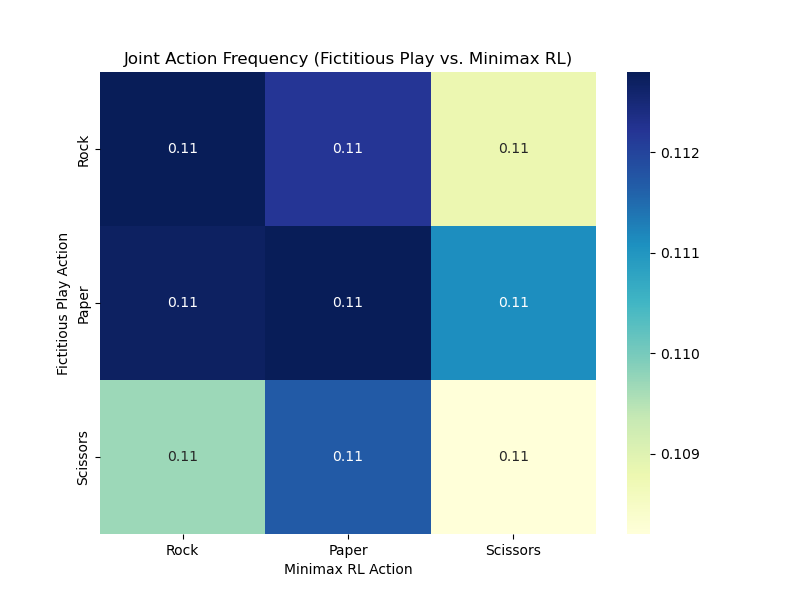 Joint Action Frequency (Fictitious Play vs. Minimax RL)
Fictitious Play Action
Rock
0.11 0.11 0.11
Paper
0.11 0.11 0.11
Scissors
0.11 0.11 0.11
Rock Paper Scissors
Minimax RL Action
0.112
0.111
0.110
0.109